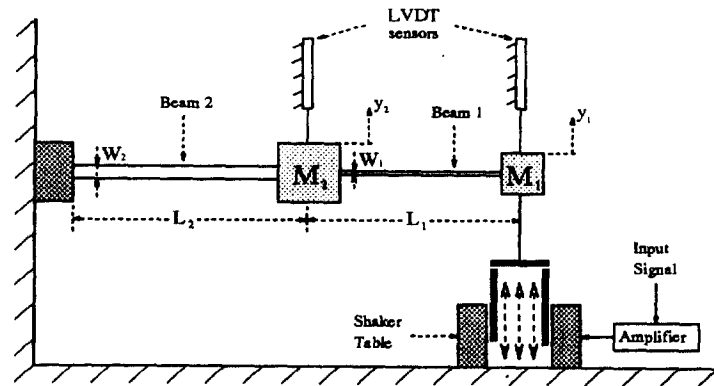 LVDT
sensors
Beam 2
y₂
Beam 1
y₁
W₂
M₂
W₁
M₁
L₂
L₁
Input
Signal
Shaker
Table
Amplifier